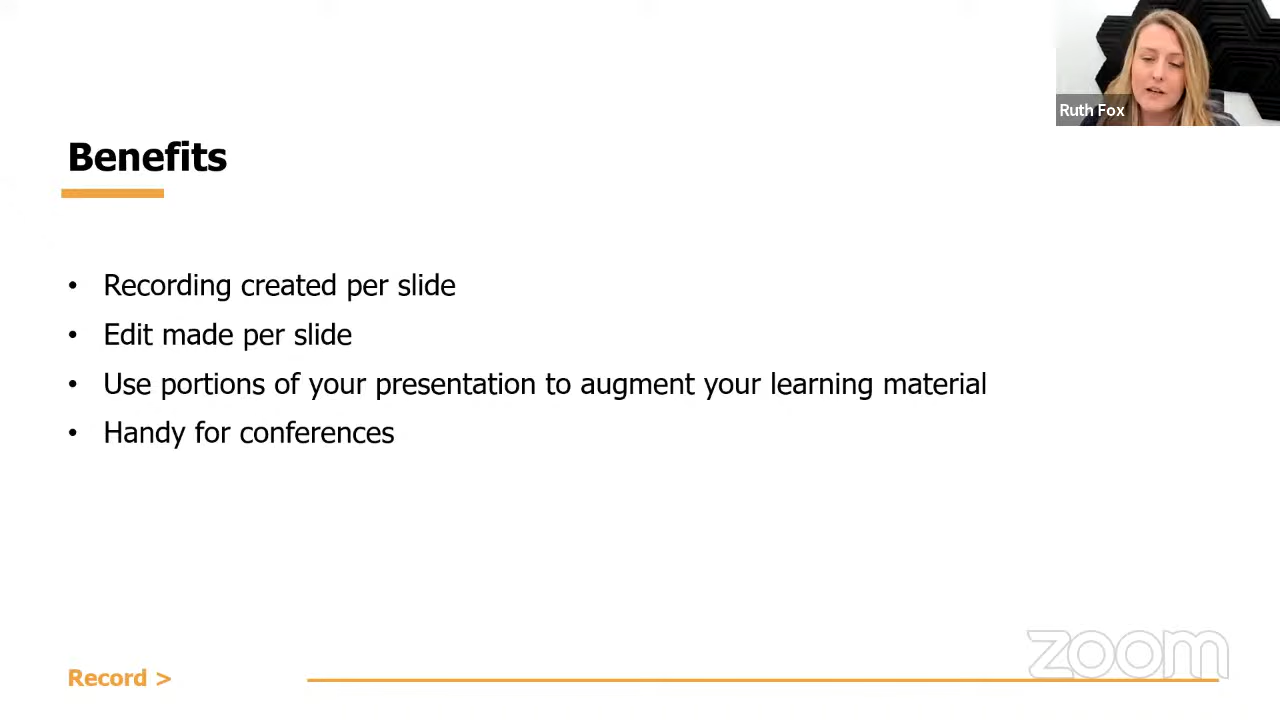 Ruth Fox
Benefits
• Recording created per slide
• Edit made per slide
• Use portions of your presentation to augment your learning material
• Handy for conferences
zoom
Record >